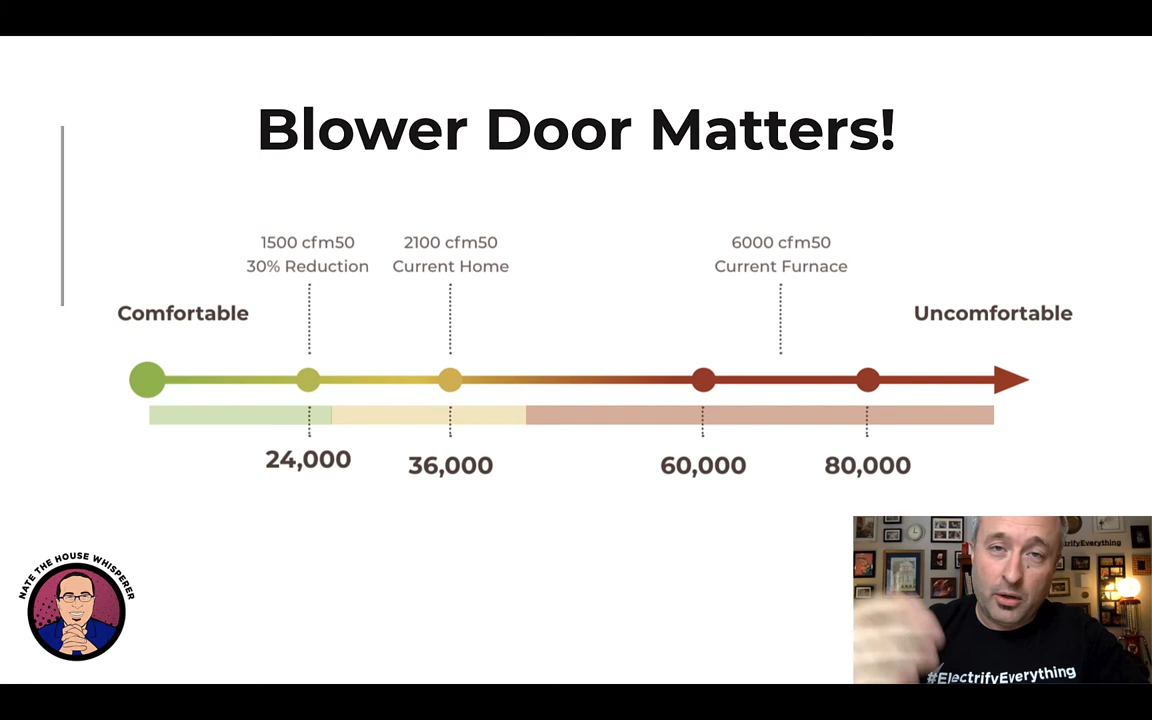 Blower Door Matters!
1500 cfm50
30% Reduction
2100 cfm50
Current Home
6000 cfm50
Current Furnace
Comfortable
Uncomfortable
24,000
36,000
60,000
80,000
NATE THE HOUSE WHISPERER
trifyEverything
#ElectrifyEverything